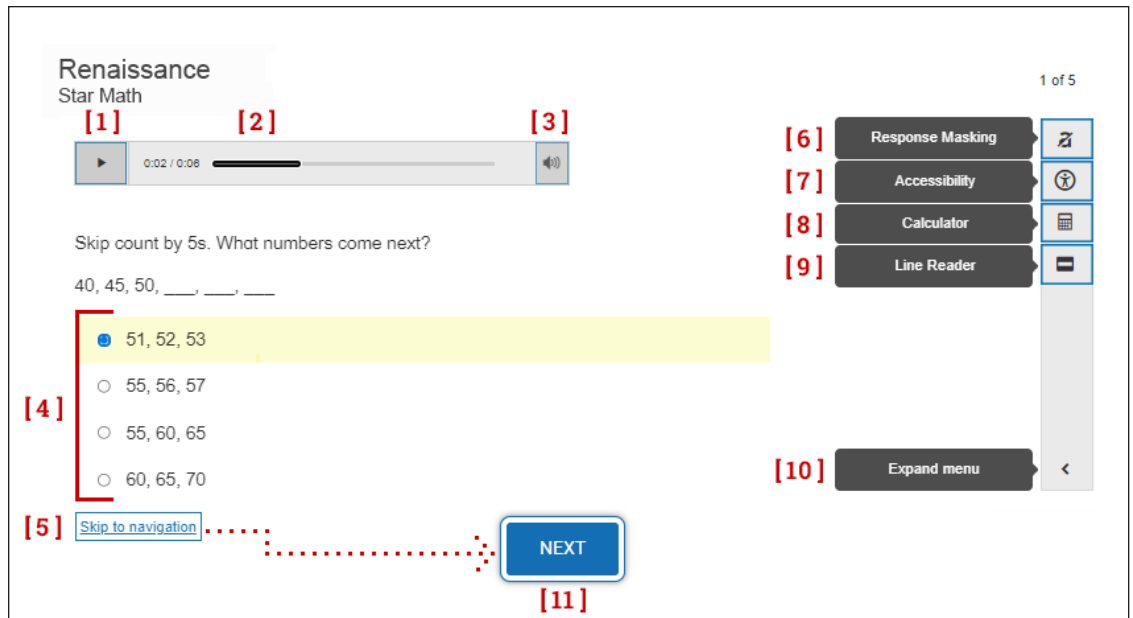 Renaissance
Star Math
1 of 5
[1] [2] [3]
0:02 / 0:06
[6] Response Masking
[7] Accessibility
[8] Calculator
[9] Line Reader
Skip count by 5s. What numbers come next?
40, 45, 50, ___, ___, ___
51, 52, 53
55, 56, 57
[4]
55, 60, 65
60, 65, 70
[10] Expand menu
[5] Skip to navigation
NEXT
[11]